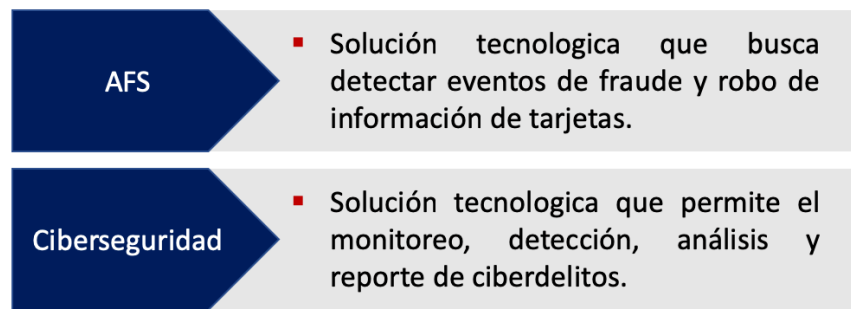 AFS
▪ Solución tecnologica que busca
detectar eventos de fraude y robo de
información de tarjetas.
Ciberseguridad
▪ Solución tecnologica que permite el
monitoreo, detección, análisis y
reporte de ciberdelitos.